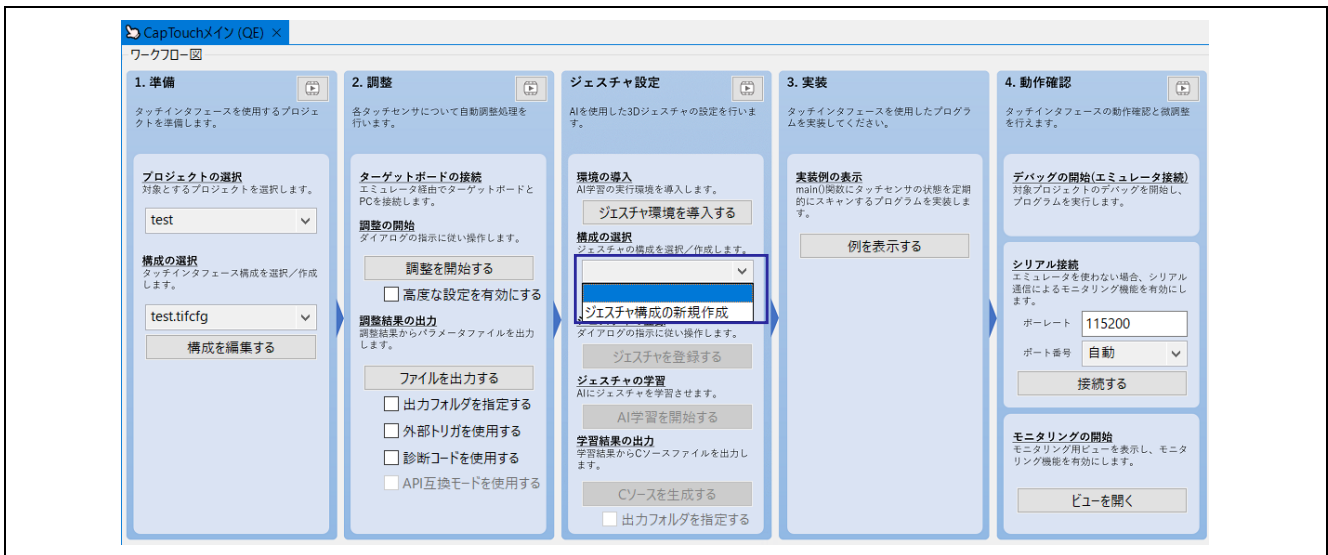 CapTouchメイン (QE) ×
ワークフロー図
1. 準備
タッチインタフェースを使用するプロジェ
クトを準備します。
プロジェクトの選択
対象とするプロジェクトを選択します。
test
構成の選択
タッチインタフェース構成を選択／作成
します。
test.tifcfg
構成を編集する
2. 調整
各タッチセンサについて自動調整処理を
行います。
ターゲットボードの接続
エミュレータ経由でターゲットボードと
PCを接続します。
調整の開始
ダイアログの指示に従い操作します。
調整を開始する
高度な設定を有効にする
調整結果の出力
調整結果からパラメータファイルを出力
します。
ファイルを出力する
出力フォルダを指定する
外部トリガを使用する
診断コードを使用する
API互換モードを使用する
ジェスチャ設定
AIを使用した3Dジェスチャの設定を行いま
す。
環境の導入
AI学習の実行環境を導入します。
ジェスチャ環境を導入する
構成の選択
ジェスチャの構成を選択／作成します。
ジェスチャ構成の新規作成
ダイアログの指示に従い操作します。
ジェスチャを登録する
ジェスチャの学習
AIにジェスチャを学習させます。
AI学習を開始する
学習結果の出力
学習結果からCソースファイルを出力し
ます。
Cソースを生成する
出力フォルダを指定する
3. 実装
タッチインタフェースを使用したプログラ
ムを実装してください。
実装例の表示
main()関数にタッチセンサの状態を定期
的にスキャンするプログラムを実装しま
す。
例を表示する
4. 動作確認
タッチインタフェースの動作確認と微調整
を行えます。
デバッグの開始(エミュレータ接続)
対象プロジェクトのデバッグを開始し、
プログラムを実行します。
シリアル接続
エミュレータを使わない場合、シリアル
通信によるモニタリング機能を有効にし
ます。
ボーレート 115200
ポート番号 自動
接続する
モニタリングの開始
モニタリング用ビューを表示し、モニタ
リング機能を有効にします。
ビューを開く